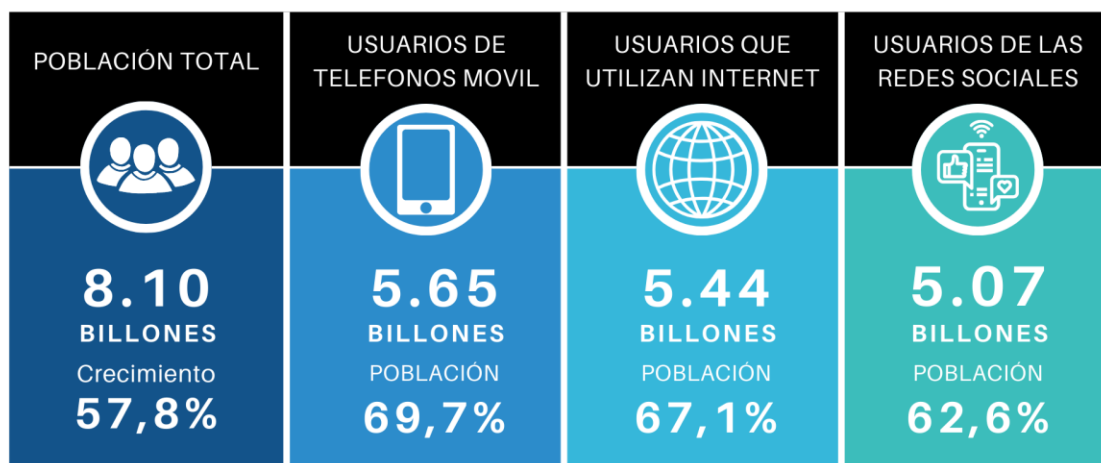 POBLACIÓN TOTAL
8.10
BILLONES
Crecimiento
57,8%
USUARIOS DE
TELEFONOS MOVIL
5.65
BILLONES
POBLACIÓN
69,7%
USUARIOS QUE
UTILIZAN INTERNET
5.44
BILLONES
POBLACIÓN
67,1%
USUARIOS DE LAS
REDES SOCIALES
5.07
BILLONES
POBLACIÓN
62,6%